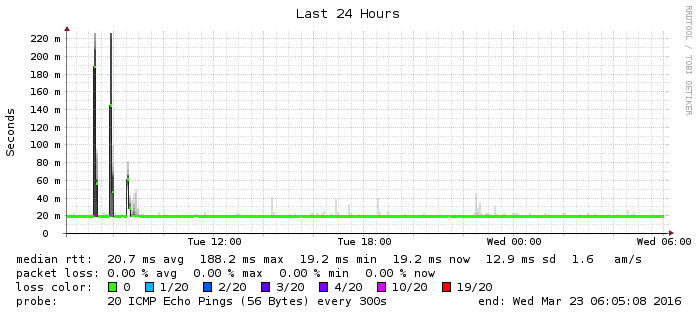 Last 24 Hours
RRDTOOL / TOBI OETIKER
Seconds
220 m
200 m
180 m
160 m
140 m
120 m
100 m
80 m
60 m
40 m
20 m
0
Tue 12:00 Tue 18:00 Wed 00:00 Wed 06:00
median rtt: 20.7 ms avg 188.2 ms max 19.2 ms min 19.2 ms now 12.9 ms sd 1.6 am/s
packet loss: 0.00 % avg 0.00 % max 0.00 % min 0.00 % now
loss color: 0 1/20 2/20 3/20 4/20 10/20 19/20
probe: 20 ICMP Echo Pings (56 Bytes) every 300s end: Wed Mar 23 06:05:08 2016